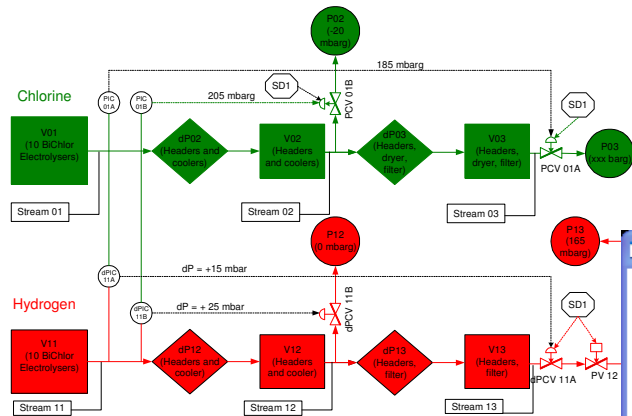 P02
(-20
mbarg)
185 mbarg
SD1
SD1
PIC
01A
PIC
01B
205 mbarg
PCV 01B
Chlorine
V01
(10 BiChlor
Electrolysers)
dP02
(Headers and
coolers)
V02
(Headers
and coolers)
dP03
(Headers,
dryer,
filter)
V03
(Headers,
dryer, filter)
PCV 01A
P03
(xxx barg)
Stream 01
Stream 02
Stream 03
P12
(0 mbarg)
P13
(165
mbarg)
dPIC
11A
dP = +15 mbar
dPIC
11B
dP = + 25 mbar
dPCV 11B
SD1
Hydrogen
V11
(10 BiChlor
Electrolysers)
dP12
(Headers and
cooler)
V12
(Headers
and cooler)
dP13
(Headers,
filter)
V13
(Headers,
filter)
dPCV 11A
PV 12
Stream 11
Stream 12
Stream 13